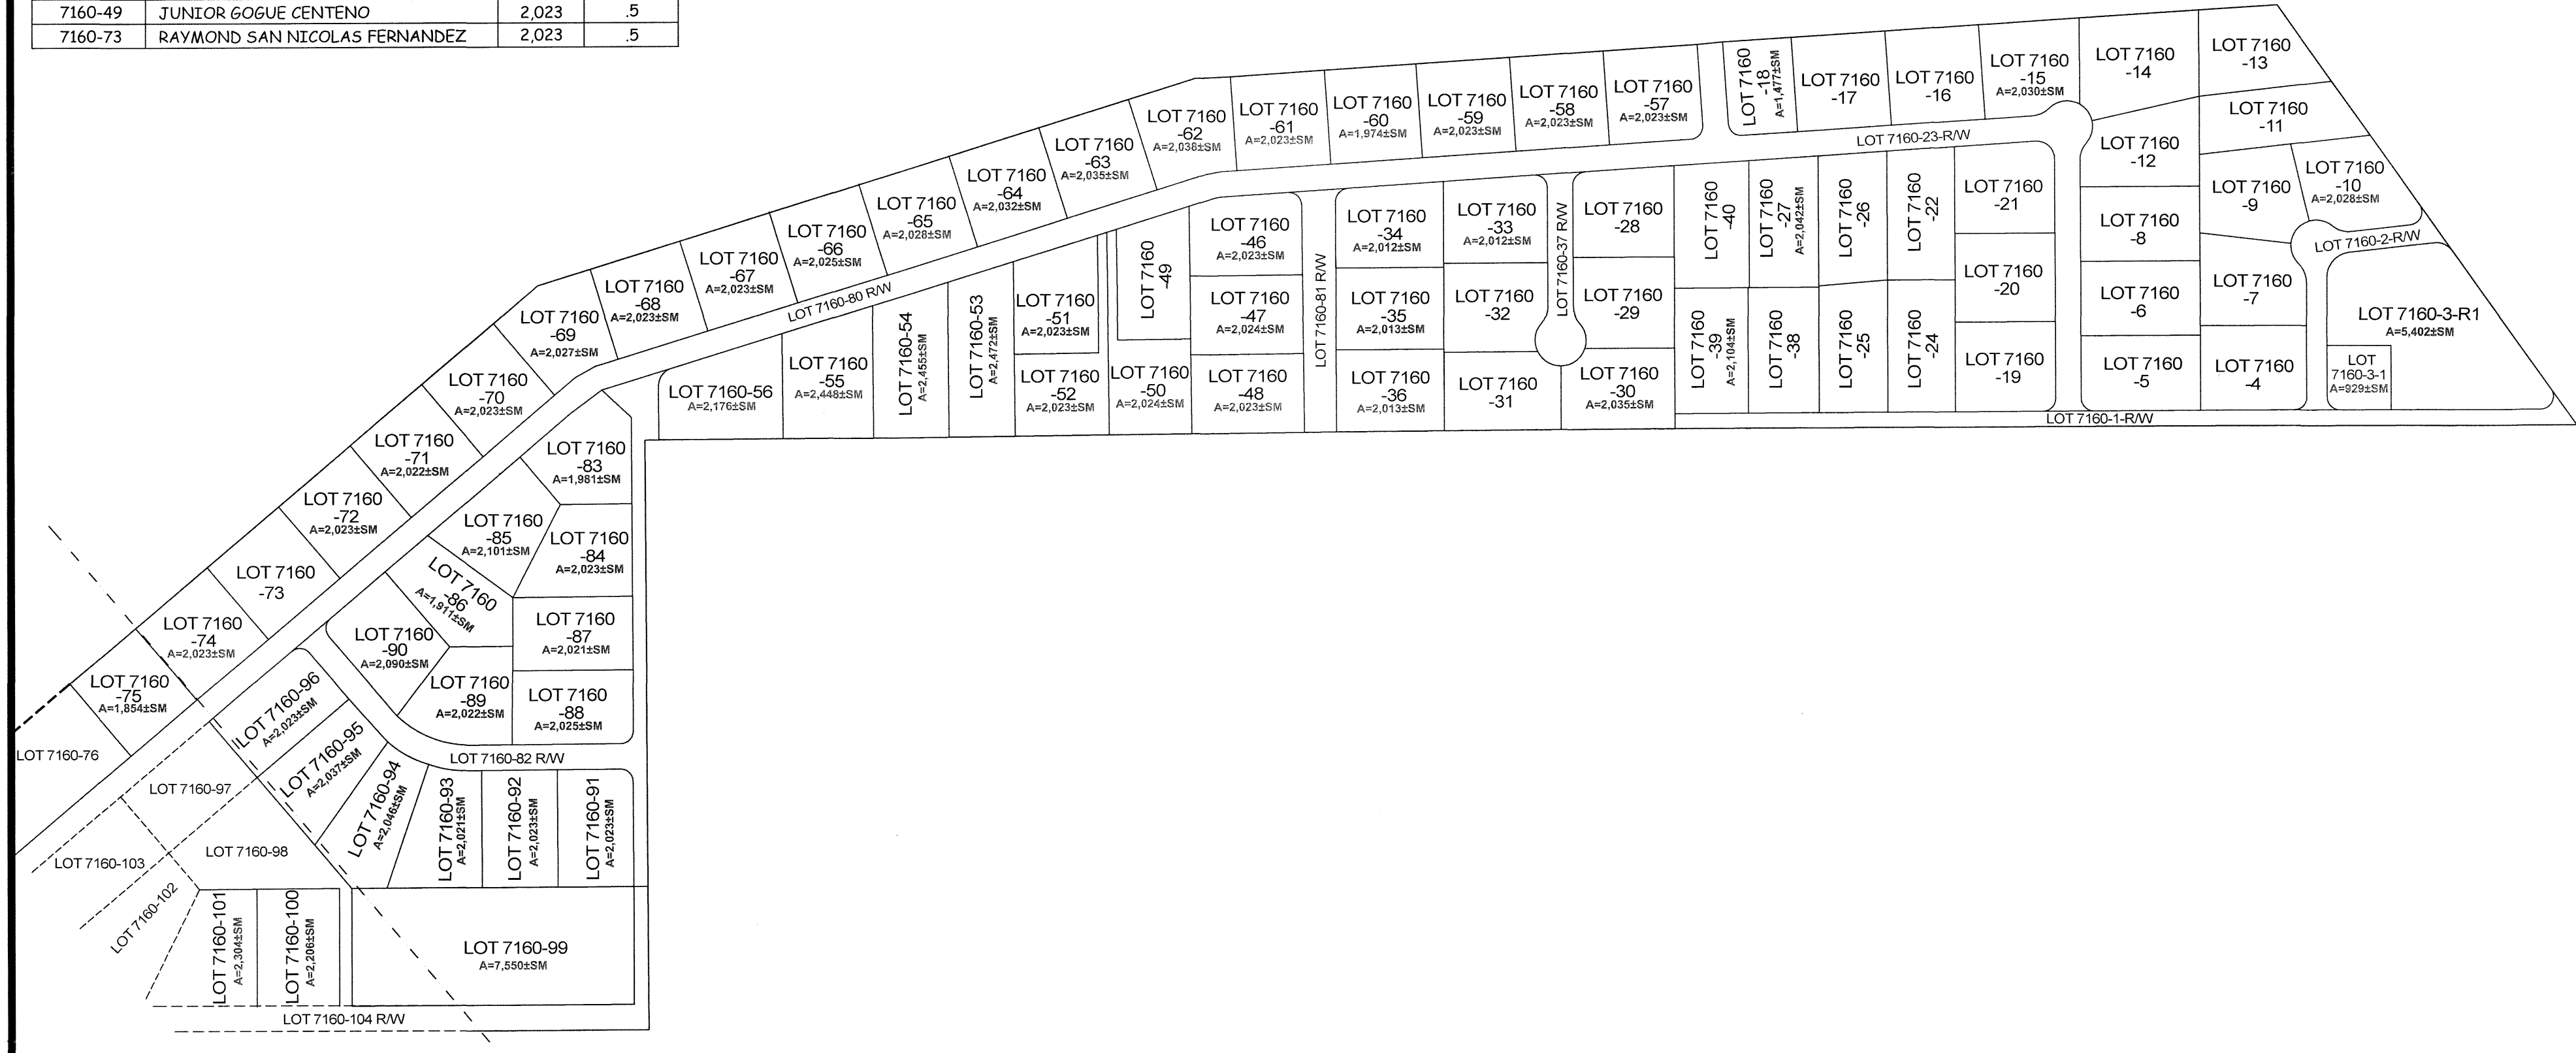 7160-49 JUNIOR GOGUE CENTENO 2,023 .5
7160-73 RAYMOND SAN NICOLAS FERNANDEZ 2,023 .5
LOT 7160
-13
LOT 7160
-14
LOT 7160
-15
A=2,030±SM
LOT 7160
-16
LOT 7160
-17
LOT 7160
-18
A=1,477±SM
LOT 7160
-57
A=2,023±SM
LOT 7160
-58
A=2,023±SM
LOT 7160
-59
A=2,023±SM
LOT 7160
-60
A=1,974±SM
LOT 7160
-61
A=2,023±SM
LOT 7160
-62
A=2,038±SM
LOT 7160
-63
A=2,035±SM
LOT 7160
-64
A=2,032±SM
LOT 7160
-65
A=2,028±SM
LOT 7160
-66
A=2,025±SM
LOT 7160
-67
A=2,023±SM
LOT 7160
-68
A=2,023±SM
LOT 7160
-69
A=2,027±SM
LOT 7160
-70
A=2,023±SM
LOT 7160
-71
A=2,022±SM
LOT 7160
-72
A=2,023±SM
LOT 7160
-73
LOT 7160
-74
A=2,023±SM
LOT 7160
-75
A=1,854±SM
LOT 7160-76
LOT 7160-80 R/W
LOT 7160-23-R/W
LOT 7160
-11
LOT 7160
-12
LOT 7160
-10
A=2,028±SM
LOT 7160
-9
LOT 7160
-8
LOT 7160-2-R/W
LOT 7160
-7
LOT 7160
-6
LOT 7160-3-R1
A=5,402±SM
LOT
7160-3-1
A=929±SM
LOT 7160
-4
LOT 7160
-5
LOT 7160-1-R/W
LOT 7160
-21
LOT 7160
-20
LOT 7160
-19
LOT 7160
-22
LOT 7160
-24
LOT 7160
-26
LOT 7160
-25
LOT 7160
-27
A=2,042±SM
LOT 7160
-38
LOT 7160
-40
LOT 7160
-39
A=2,104±SM
LOT 7160
-28
LOT 7160
-29
LOT 7160
-30
A=2,035±SM
LOT 7160-37 R/W
LOT 7160
-33
A=2,012±SM
LOT 7160
-32
LOT 7160
-31
LOT 7160
-34
A=2,012±SM
LOT 7160
-35
A=2,013±SM
LOT 7160
-36
A=2,013±SM
LOT 7160-81 R/W
LOT 7160
-46
A=2,023±SM
LOT 7160
-47
A=2,024±SM
LOT 7160
-48
A=2,023±SM
LOT 7160
-49
LOT 7160
-50
A=2,024±SM
LOT 7160
-51
A=2,023±SM
LOT 7160
-52
A=2,023±SM
LOT 7160-53
A=2,472±SM
LOT 7160-54
A=2,455±SM
LOT 7160
-55
A=2,448±SM
LOT 7160-56
A=2,176±SM
LOT 7160
-83
A=1,981±SM
LOT 7160
-84
A=2,023±SM
LOT 7160
-85
A=2,101±SM
LOT 7160
-86
A=1,911±SM
LOT 7160
-87
A=2,021±SM
LOT 7160
-88
A=2,025±SM
LOT 7160
-89
A=2,022±SM
LOT 7160
-90
A=2,090±SM
LOT 7160-82 R/W
LOT 7160-96
A=2,023±SM
LOT 7160-95
A=2,037±SM
LOT 7160-94
A=2,046±SM
LOT 7160-93
A=2,021±SM
LOT 7160-92
A=2,023±SM
LOT 7160-91
A=2,023±SM
LOT 7160-97
LOT 7160-98
LOT 7160-103
LOT 7160-102
LOT 7160-101
A=2,304±SM
LOT 7160-100
A=2,206±SM
LOT 7160-99
A=7,550±SM
LOT 7160-104 R/W